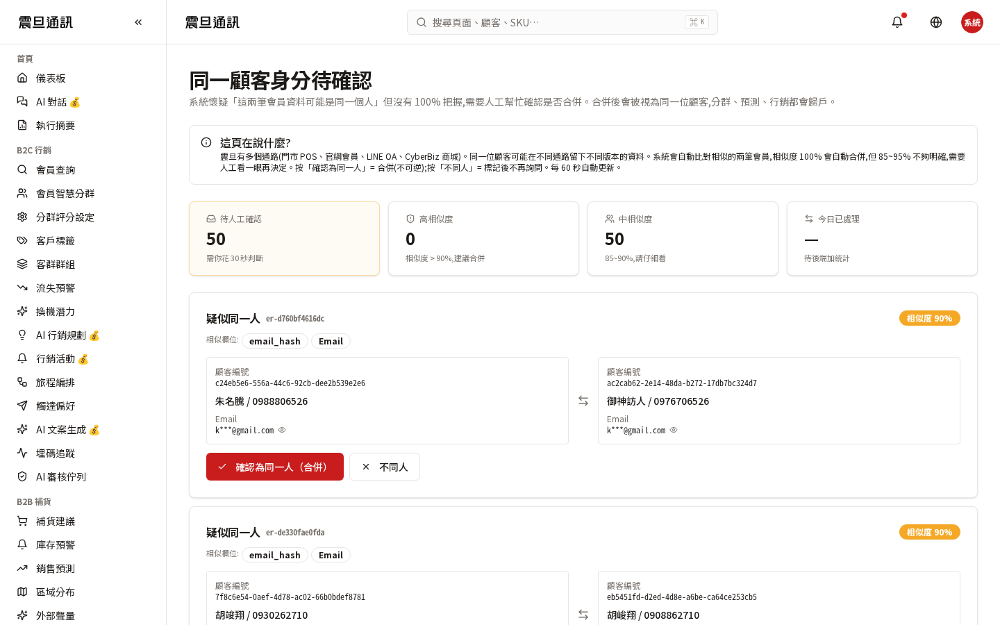 震旦通訊
震旦通訊
搜尋頁面、顧客、SKU…
⌘ K
系統
首頁
儀表板
AI 對話 💰
執行摘要
B2C 行銷
會員查詢
會員智慧分群
分群評分設定
客戶標籤
客群群組
流失預警
換機潛力
AI 行銷規劃 💰
行銷活動 💰
旅程編排
觸達偏好
AI 文案生成 💰
埋碼追蹤
AI 審核佇列
B2B 補貨
補貨建議
庫存預警
銷售預測
區域分布
外部聲量
同一顧客身分待確認
系統懷疑「這兩筆會員資料可能是同一個人」但沒有 100% 把握,需要人工幫忙確認是否合併。合併後會被視為同一位顧客,分群、預測、行銷都會歸戶。
這頁在說什麼?
震旦有多個通路(門市 POS、官網會員、LINE OA、CyberBiz 商城)。同一位顧客可能在不同通路留下不同版本的資料。系統會自動比對相似的兩筆會員,相似度 100% 會自動合併,但 85~95% 不夠明確,需要
人工看一眼再決定。按「確認為同一人」= 合併(不可逆);按「不同人」= 標記後不再詢問。每 60 秒自動更新。
待人工確認
50
需你花 30 秒判斷
高相似度
0
相似度 > 90%,建議合併
中相似度
50
85~90%,請仔細看
今日已處理
—
待後端加統計
疑似同一人 er-d760bf4616dc
相似度 90%
相似欄位: email_hash Email
顧客編號
c24eb5e6-556a-44c6-92cb-dee2b539e2e6
朱名騰 / 0988806526
Email
k***@gmail.com
顧客編號
ac2cab62-2e14-48da-b272-17db7bc324d7
御神訪人 / 0976706526
Email
k***@gmail.com
確認為同一人（合併）
不同人
疑似同一人 er-de330fae0fda
相似度 90%
相似欄位: email_hash Email
顧客編號
7f8c6e54-0aef-4d78-ac02-66b0bdef8781
胡竣翔 / 0930262710
顧客編號
eb5451fd-d2ed-4d8e-a6be-ca64ce253cb5
胡峻翔 / 0908862710